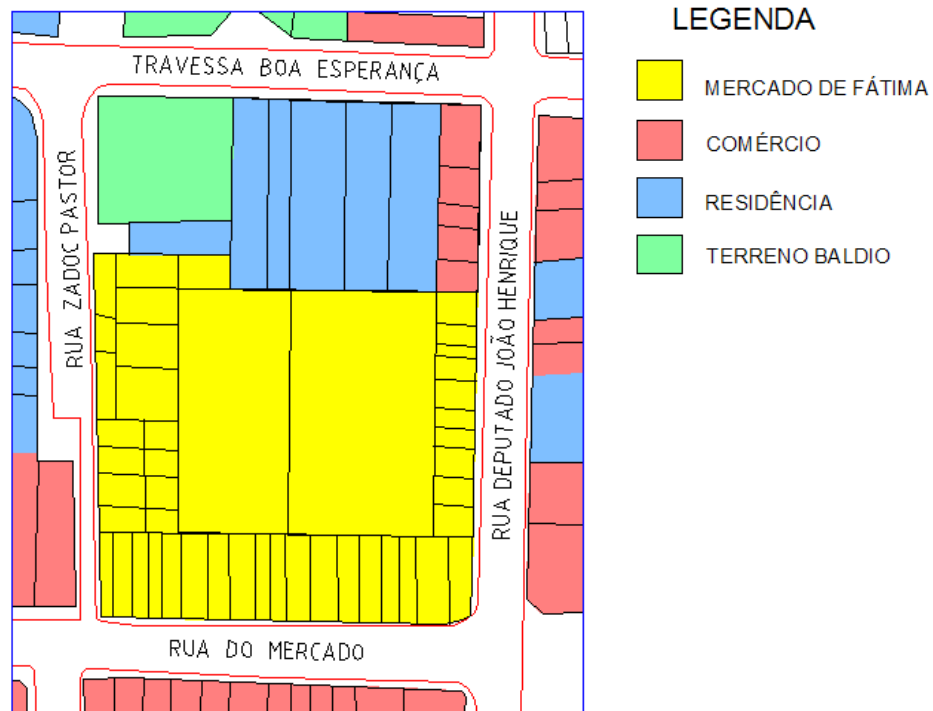 LEGENDA
TRAVESSA BOA ESPERANÇA
MERCADO DE FÁTIMA
COMÉRCIO
RESIDÊNCIA
TERRENO BALDIO
RUA ZADOC PASTOR
RUA DEPUTADO JOÃO HENRIQUE
RUA DO MERCADO